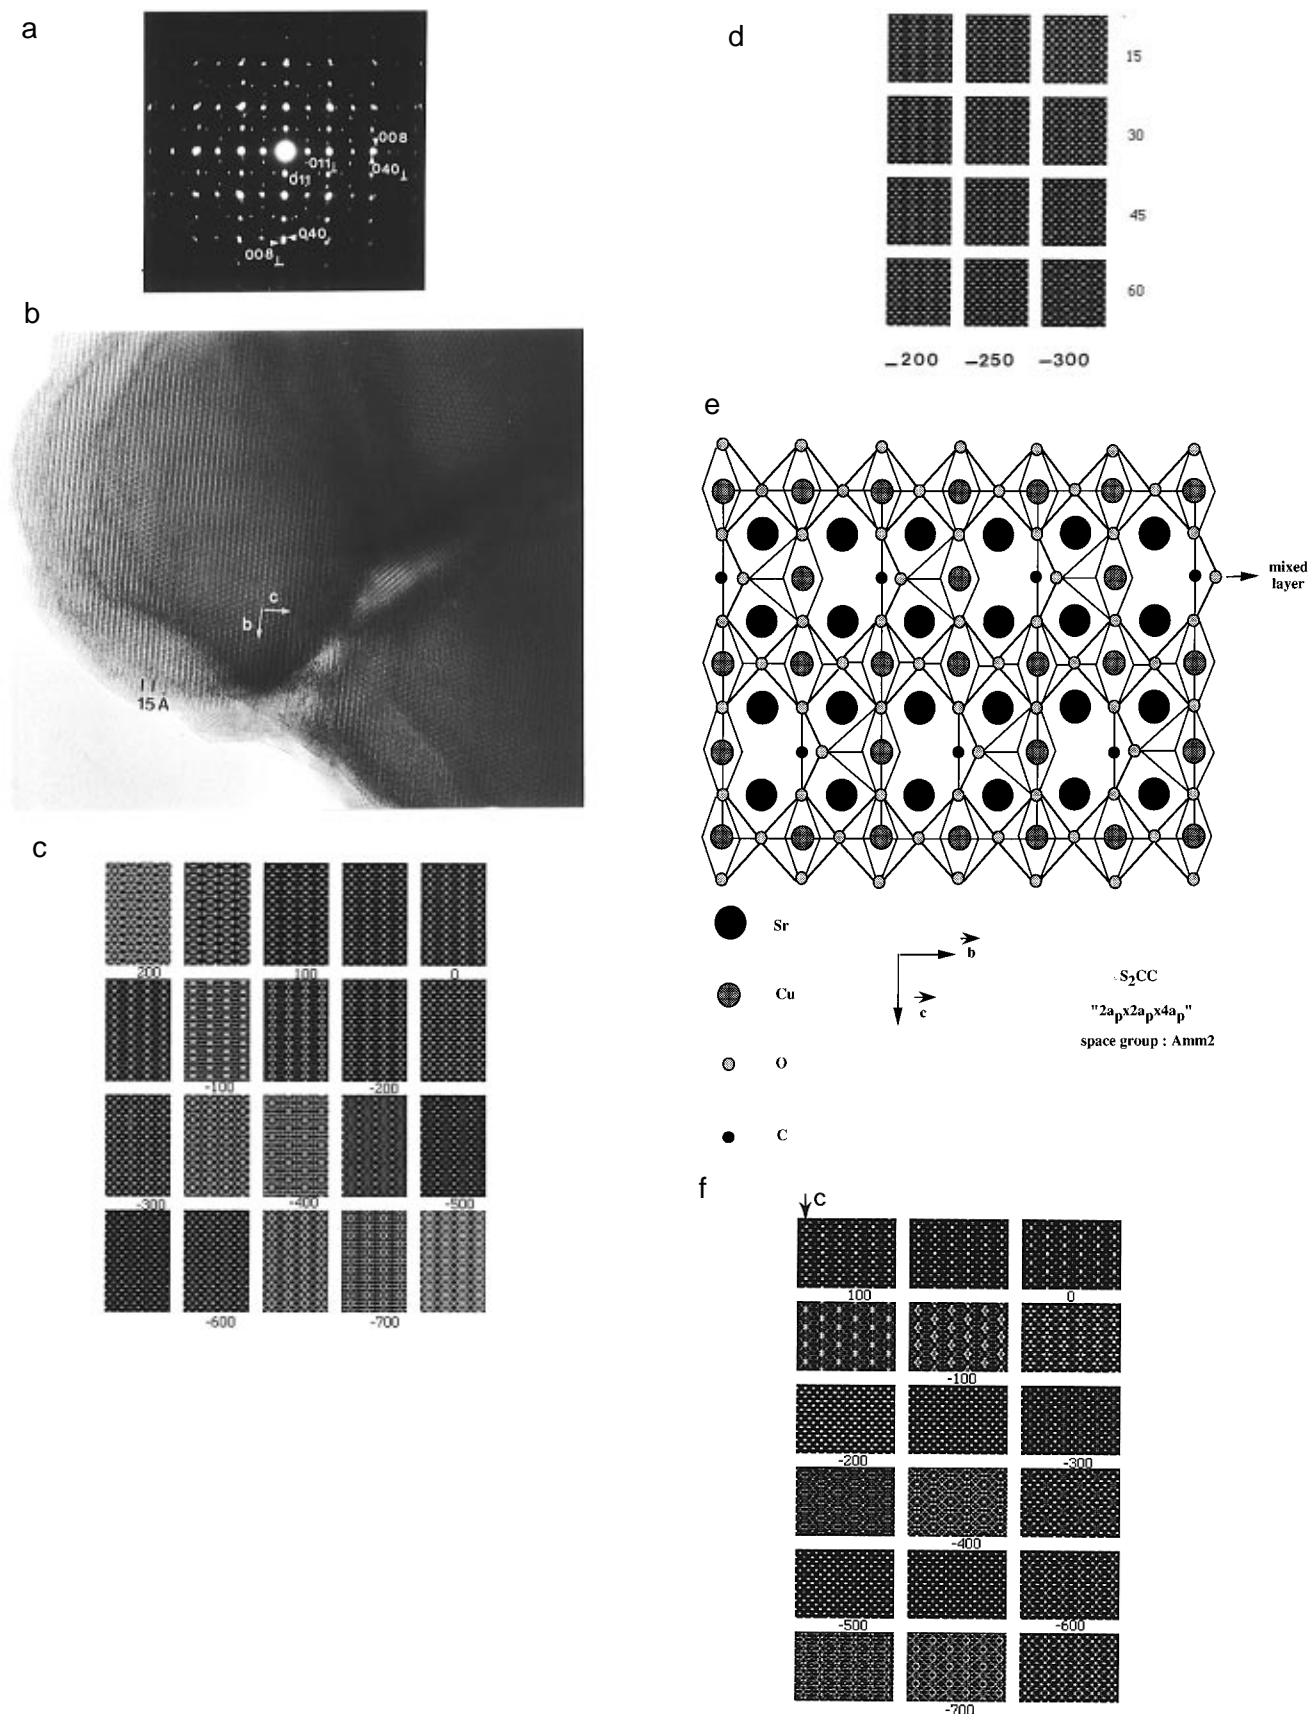 a
008
011⊥
011
040⊥
040
008⊥
b
c
b
15Å
c
200
100
0
-100
-200
-300
-400
-500
-600
-700
d
15
30
45
60
-200
-250
-300
e
mixed
layer
Sr
Cu
O
C
b
c
S₂CC
"2aₚx2aₚx4aₚ"
space group : Amm2
f
C
100
0
-100
-200
-300
-400
-500
-600
-700